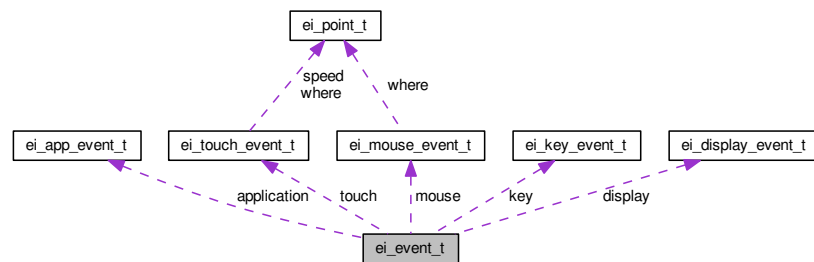 ei_point_t
speed
where
where
ei_app_event_t
ei_touch_event_t
ei_mouse_event_t
ei_key_event_t
ei_display_event_t
application
touch
mouse
key
display
ei_event_t